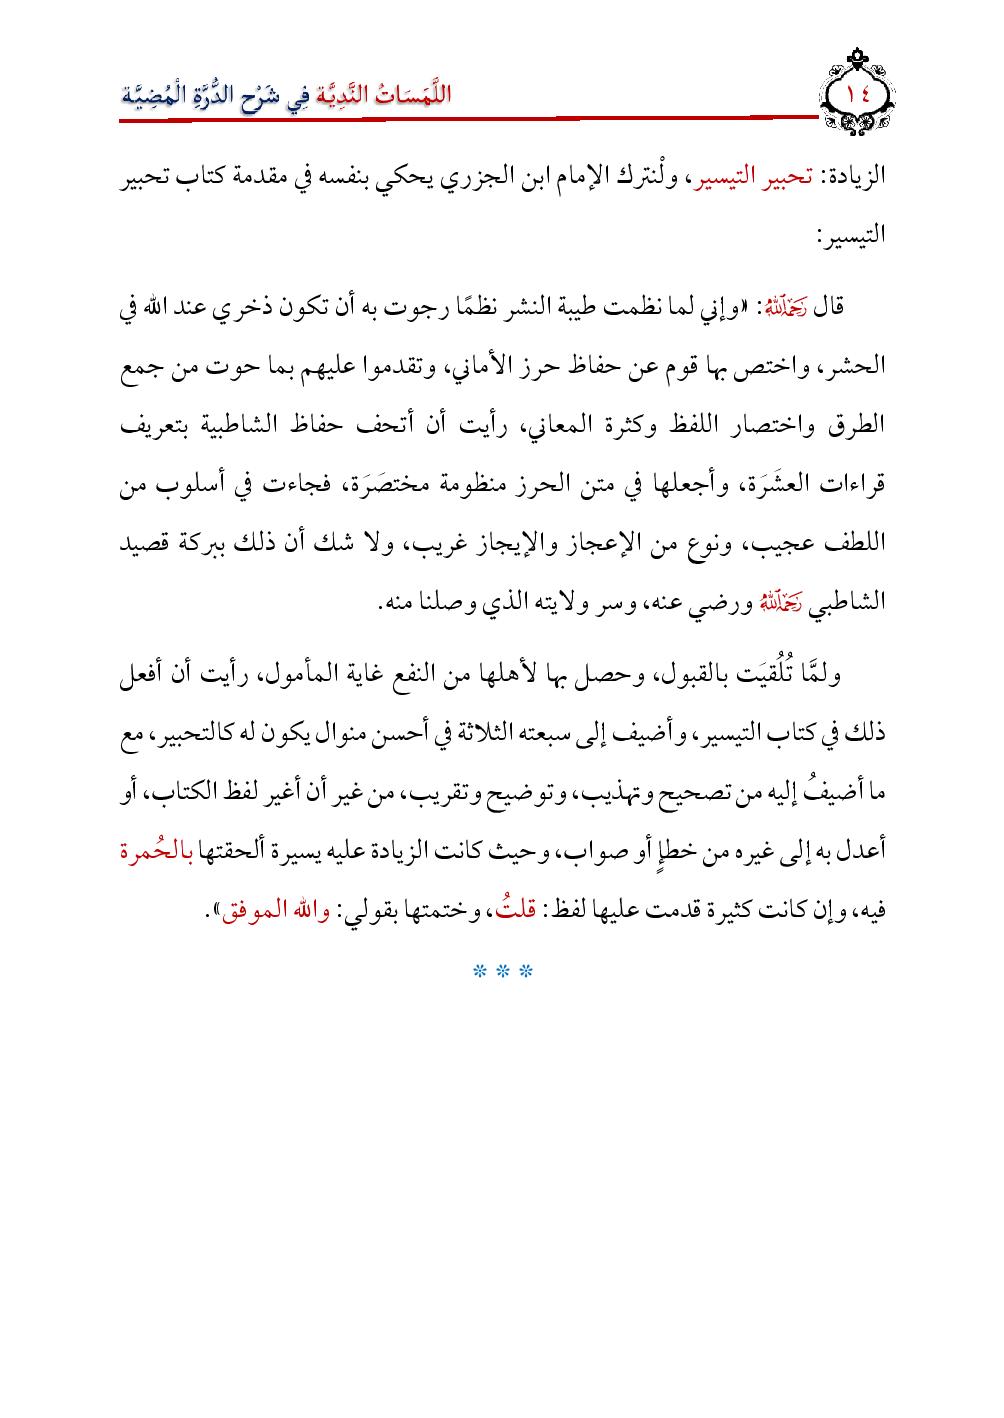 ١٤
اللَّمَسَاتُ النَّدِيَّة فِي شَرْح الدُّرَّةِ الْمُضِيَّة
الزيادة: تحبير التيسير، ولْنترك الإمام ابن الجزري يحكي بنفسه في مقدمة كتاب تحبير
التيسير:
قال رَحِمَهُ ٱللَّهُ: «وإني لما نظمت طيبة النشر نظمًا رجوت به أن تكون ذخري عند الله في
الحشر، واختص بها قوم عن حفاظ حرز الأماني، وتقدموا عليهم بما حوت من جمع
الطرق واختصار اللفظ وكثرة المعاني، رأيت أن أتحف حفاظ الشاطبية بتعريف
قراءات العشَرَة، وأجعلها في متن الحرز منظومة مختصَرَة، فجاءت في أسلوب من
اللطف عجيب، ونوع من الإعجاز والإيجاز غريب، ولا شك أن ذلك ببركة قصيد
الشاطبي رَحِمَهُ ٱللَّهُ ورضي عنه، وسر ولايته الذي وصلنا منه.
ولمَّا تُلُقيَت بالقبول، وحصل بها لأهلها من النفع غاية المأمول، رأيت أن أفعل
ذلك في كتاب التيسير، وأضيف إلى سبعته الثلاثة في أحسن منوال يكون له كالتحبير، مع
ما أضيفُ إليه من تصحيح وتهذيب، وتوضيح وتقريب، من غير أن أغير لفظ الكتاب، أو
أعدل به إلى غيره من خطإٍ أو صواب، وحيث كانت الزيادة عليه يسيرة ألحقتها بالحُمرة
فيه، وإن كانت كثيرة قدمت عليها لفظ: قلتُ، وختمتها بقولي: والله الموفق».
* * *